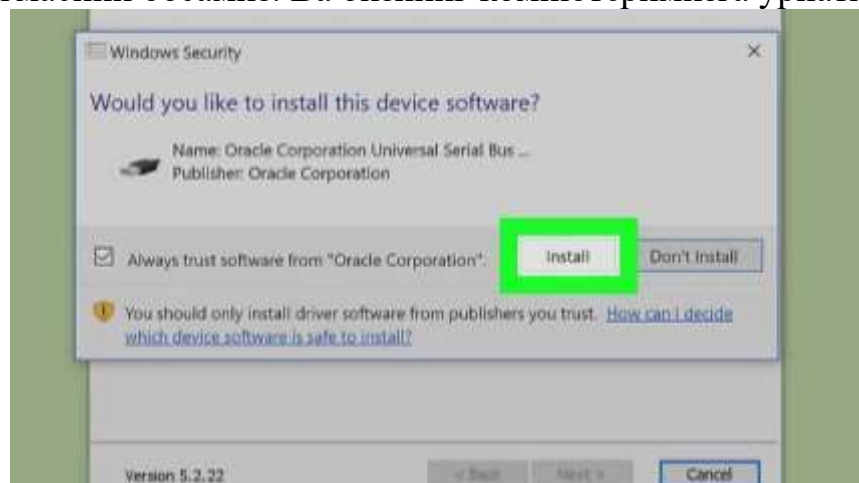 Windows Security
Would you like to install this device software?
Name: Oracle Corporation Universal Serial Bus ...
Publisher: Oracle Corporation
Always trust software from "Oracle Corporation".
Install
Don't Install
You should only install driver software from publishers you trust. How can I decide
which device software is safe to install?
Version 5.2.22
< Back
Next >
Cancel